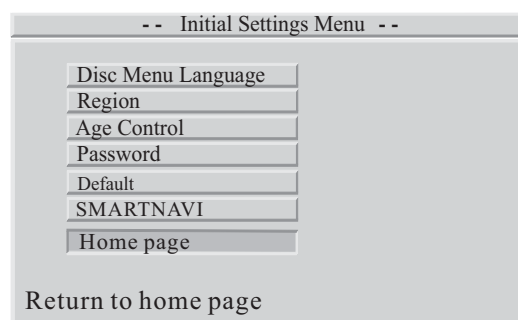 -- Initial Settings Menu --
Disc Menu Language
Region
Age Control
Password
Default
SMARTNAVI
Home page
Return to home page